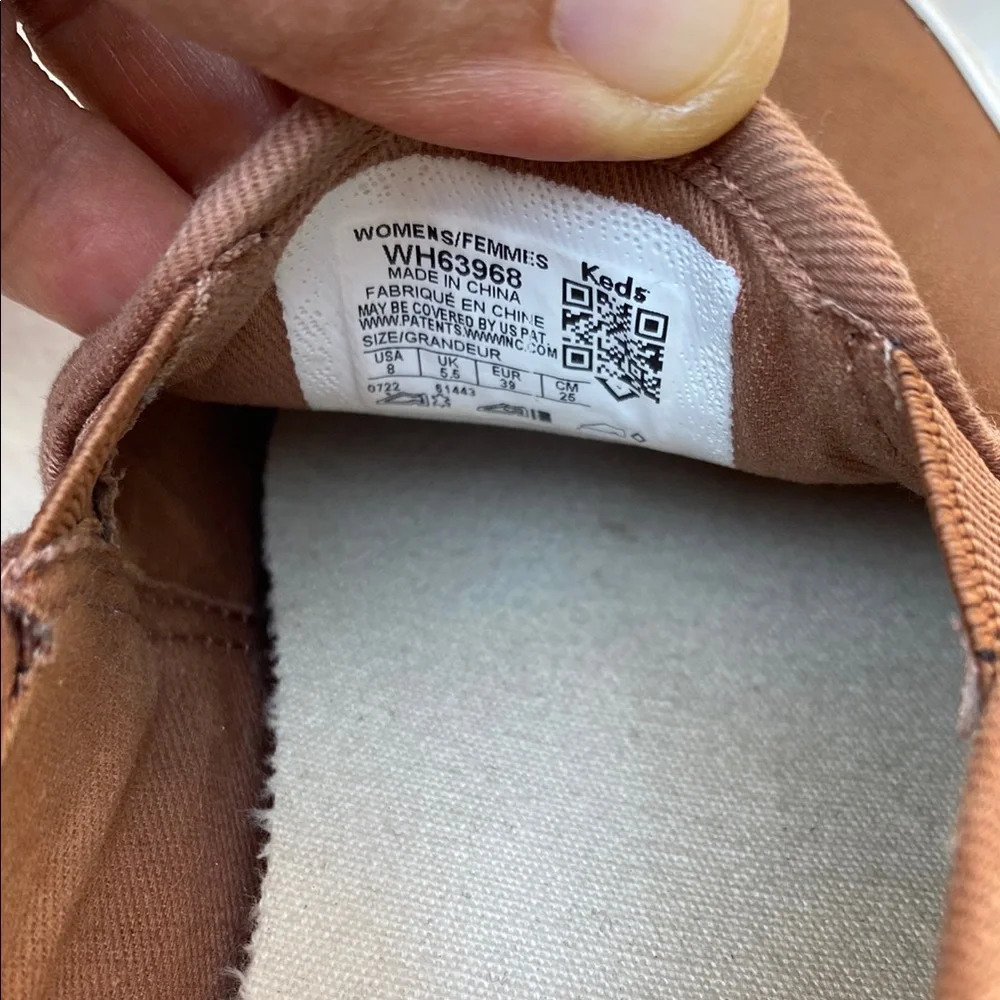 WOMENS/FEMMES
WH63968
Keds
MADE IN CHINA
FABRIQUÉ EN CHINE
MAY BE COVERED BY US PAT.
WWW.PATENTS.WWWINC.COM
SIZE/GRANDEUR
USA UK EUR CM
8 5.5 39 25
0722 51443